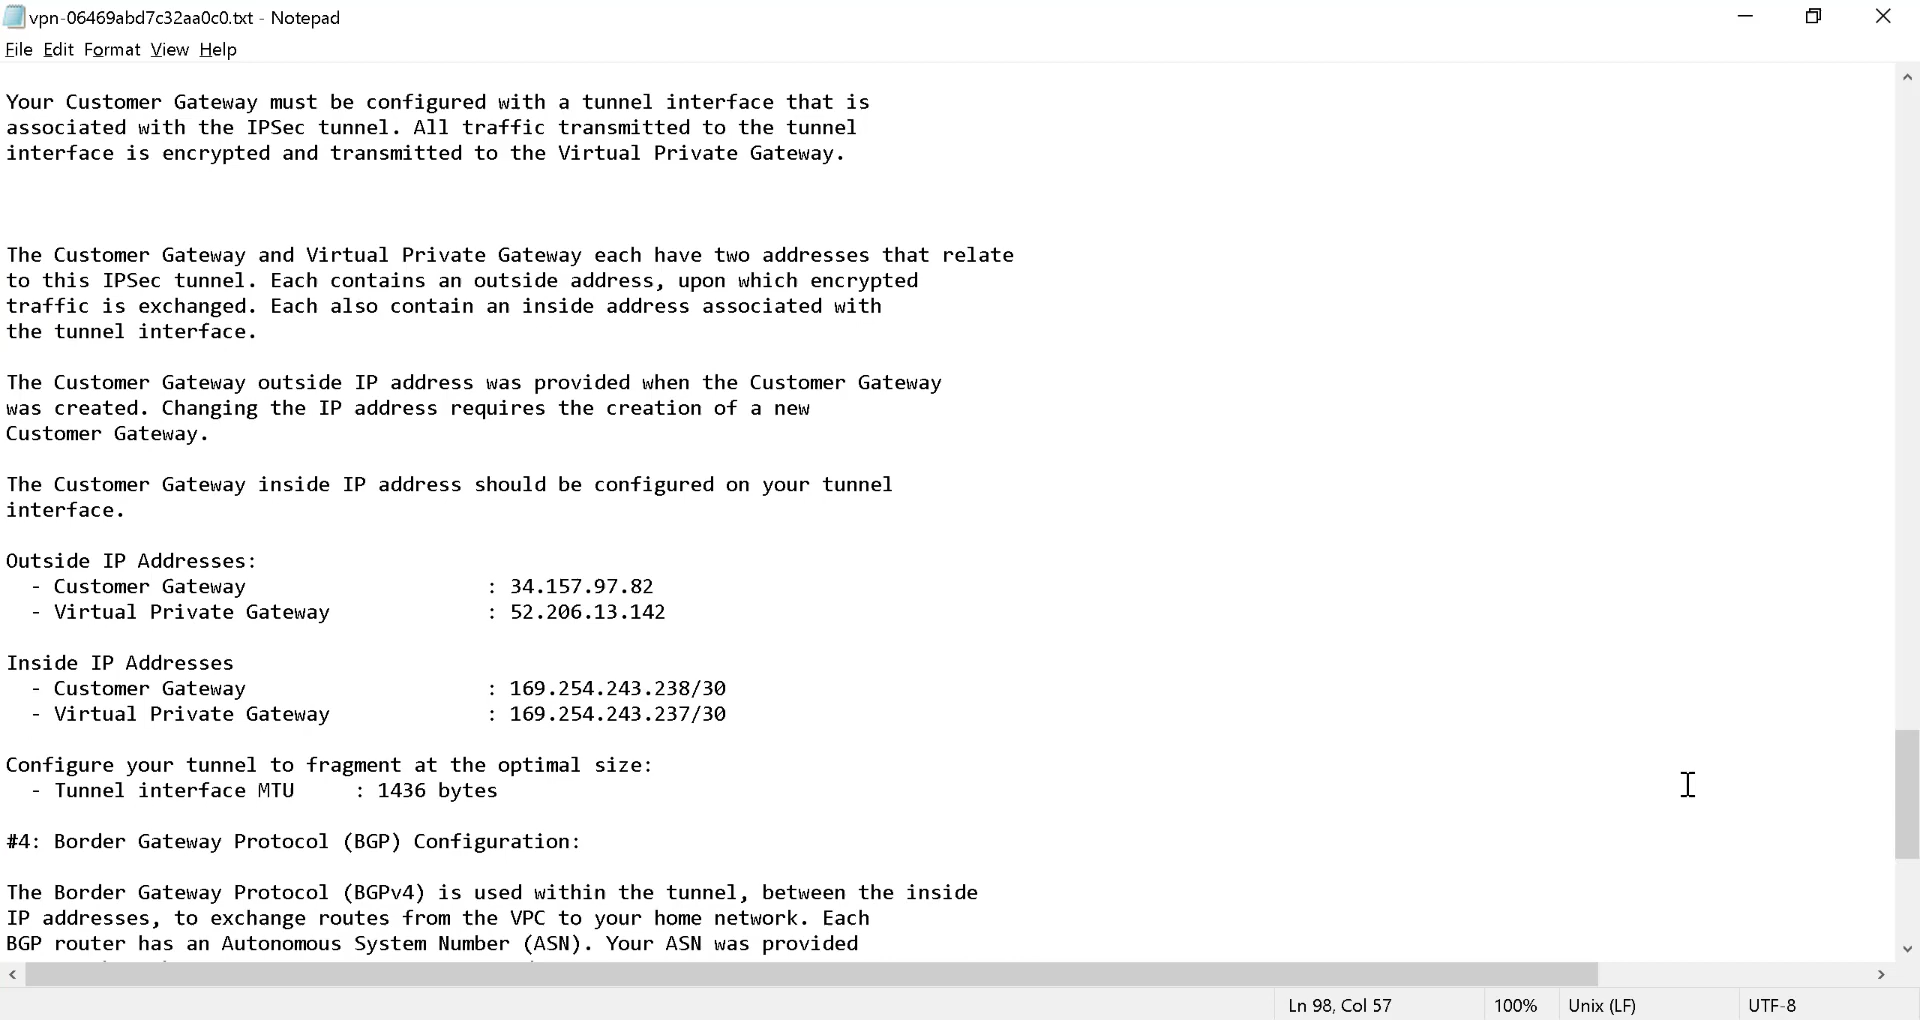 vpn-06469abd7c32aa0c0.txt - Notepad
File Edit Format View Help
Your Customer Gateway must be configured with a tunnel interface that is
associated with the IPSec tunnel. All traffic transmitted to the tunnel
interface is encrypted and transmitted to the Virtual Private Gateway.
The Customer Gateway and Virtual Private Gateway each have two addresses that relate
to this IPSec tunnel. Each contains an outside address, upon which encrypted
traffic is exchanged. Each also contain an inside address associated with
the tunnel interface.
The Customer Gateway outside IP address was provided when the Customer Gateway
was created. Changing the IP address requires the creation of a new
Customer Gateway.
The Customer Gateway inside IP address should be configured on your tunnel
interface.
Outside IP Addresses:
- Customer Gateway : 34.157.97.82
- Virtual Private Gateway : 52.206.13.142
Inside IP Addresses
- Customer Gateway : 169.254.243.238/30
- Virtual Private Gateway : 169.254.243.237/30
Configure your tunnel to fragment at the optimal size:
- Tunnel interface MTU : 1436 bytes
#4: Border Gateway Protocol (BGP) Configuration:
The Border Gateway Protocol (BGPv4) is used within the tunnel, between the inside
IP addresses, to exchange routes from the VPC to your home network. Each
BGP router has an Autonomous System Number (ASN). Your ASN was provided
Ln 98, Col 57 100% Unix (LF) UTF-8